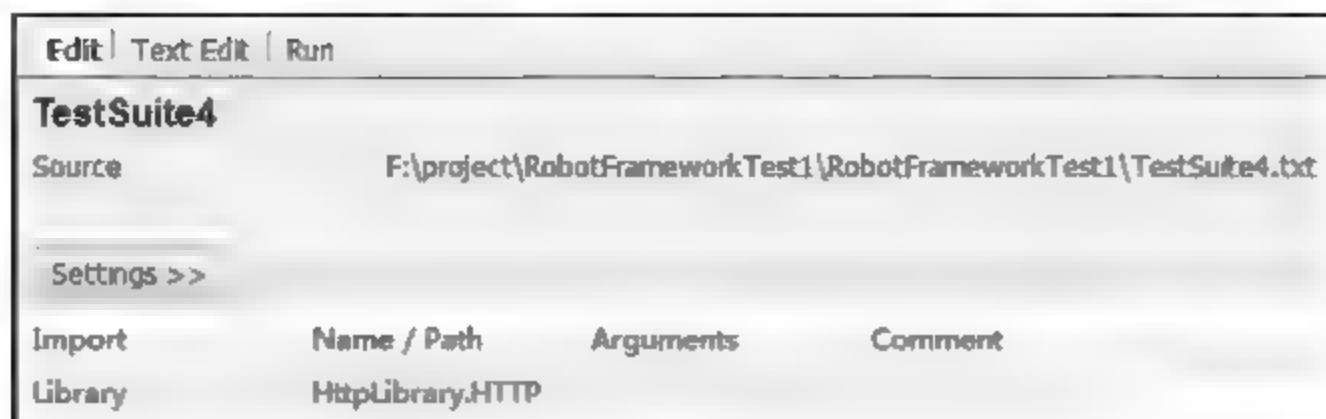 Edit Text Edit Run
TestSuite4
Source F:\project\RobotFrameworkTest1\RobotFrameworkTest1\TestSuite4.txt
Settings >>
Import Name / Path Arguments Comment
Library HttpLibrary.HTTP